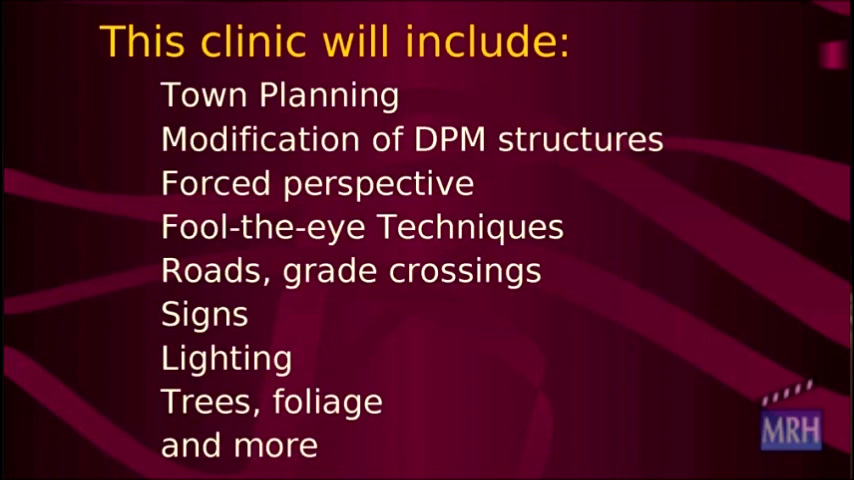 This clinic will include:
Town Planning
Modification of DPM structures
Forced perspective
Fool-the-eye Techniques
Roads, grade crossings
Signs
Lighting
Trees, foliage
and more
MRH